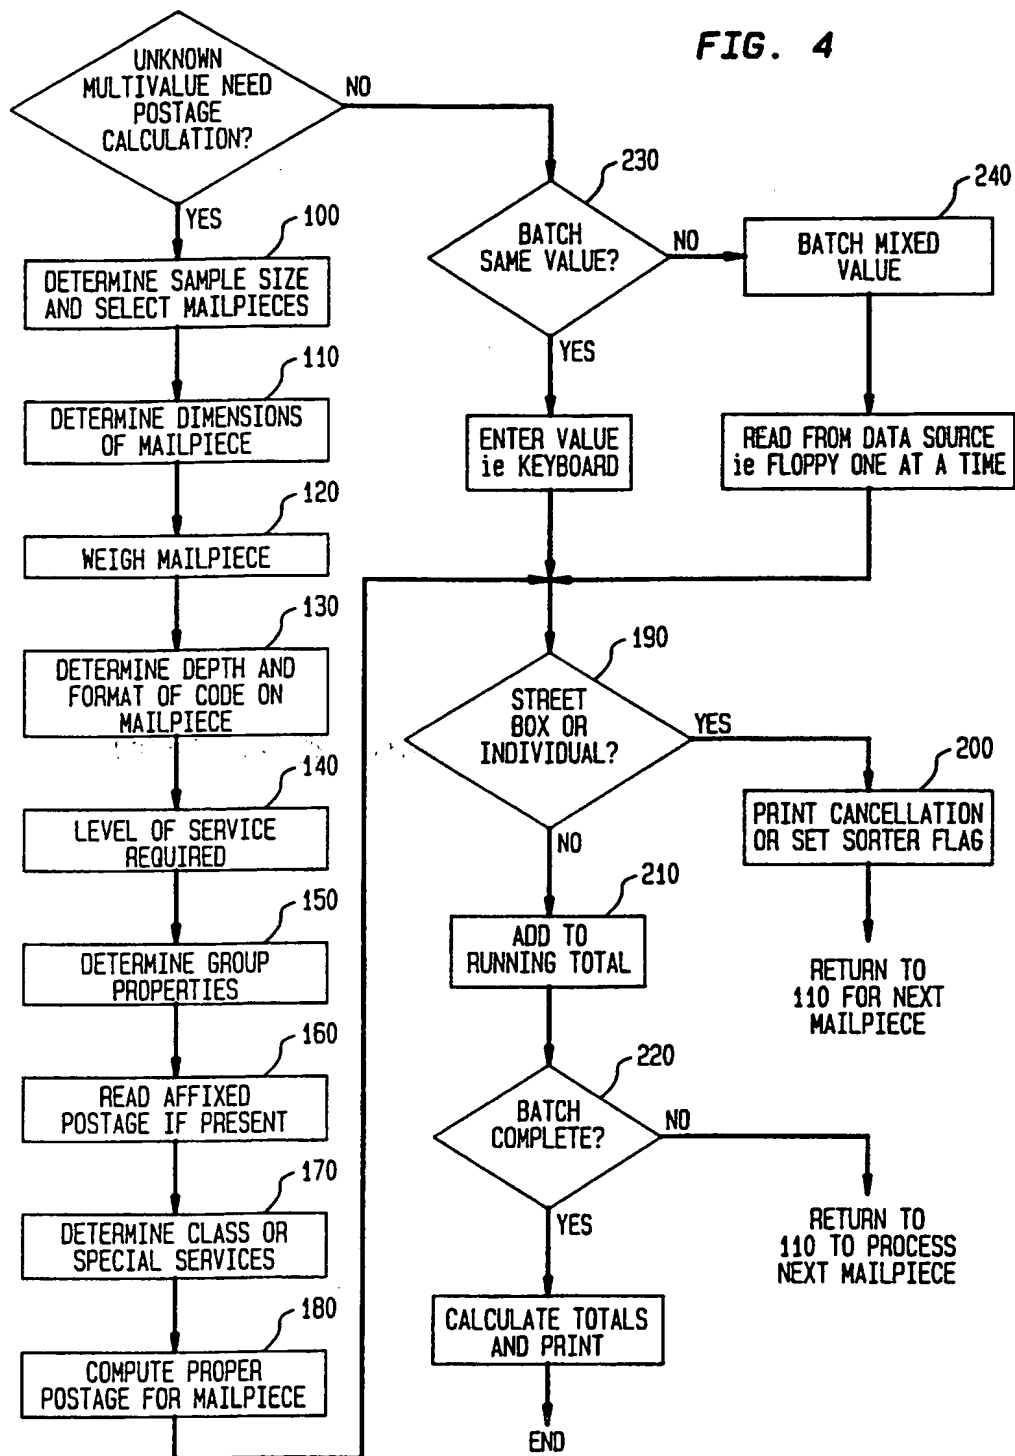 FIG. 4
UNKNOWN
MULTIVALUE NEED
POSTAGE
CALCULATION?
NO
YES
100
DETERMINE SAMPLE SIZE
AND SELECT MAILPIECES
110
DETERMINE DIMENSIONS
OF MAILPIECE
120
WEIGH MAILPIECE
130
DETERMINE DEPTH AND
FORMAT OF CODE ON
MAILPIECE
140
LEVEL OF SERVICE
REQUIRED
150
DETERMINE GROUP
PROPERTIES
160
READ AFFIXED
POSTAGE IF PRESENT
170
DETERMINE CLASS OR
SPECIAL SERVICES
180
COMPUTE PROPER
POSTAGE FOR MAILPIECE
230
BATCH
SAME VALUE?
NO
YES
240
BATCH MIXED
VALUE
ENTER VALUE
ie KEYBOARD
READ FROM DATA SOURCE
ie FLOPPY ONE AT A TIME
190
STREET
BOX OR
INDIVIDUAL?
YES
NO
200
PRINT CANCELLATION
OR SET SORTER FLAG
RETURN TO
110 FOR NEXT
MAILPIECE
210
ADD TO
RUNNING TOTAL
220
BATCH
COMPLETE?
NO
YES
RETURN TO
110 TO PROCESS
NEXT MAILPIECE
CALCULATE TOTALS
AND PRINT
END